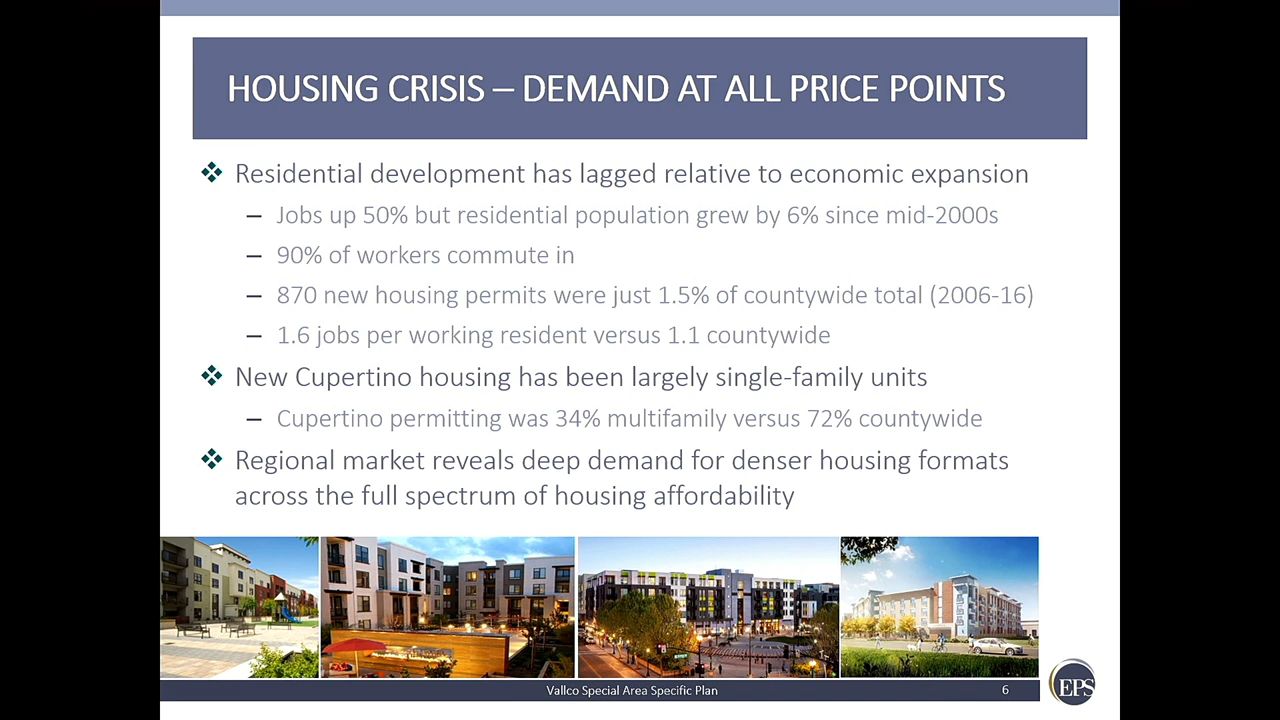 HOUSING CRISIS – DEMAND AT ALL PRICE POINTS
❖ Residential development has lagged relative to economic expansion
– Jobs up 50% but residential population grew by 6% since mid-2000s
– 90% of workers commute in
– 870 new housing permits were just 1.5% of countywide total (2006-16)
– 1.6 jobs per working resident versus 1.1 countywide
❖ New Cupertino housing has been largely single-family units
– Cupertino permitting was 34% multifamily versus 72% countywide
❖ Regional market reveals deep demand for denser housing formats
across the full spectrum of housing affordability
Vallco Special Area Specific Plan
6
EPS